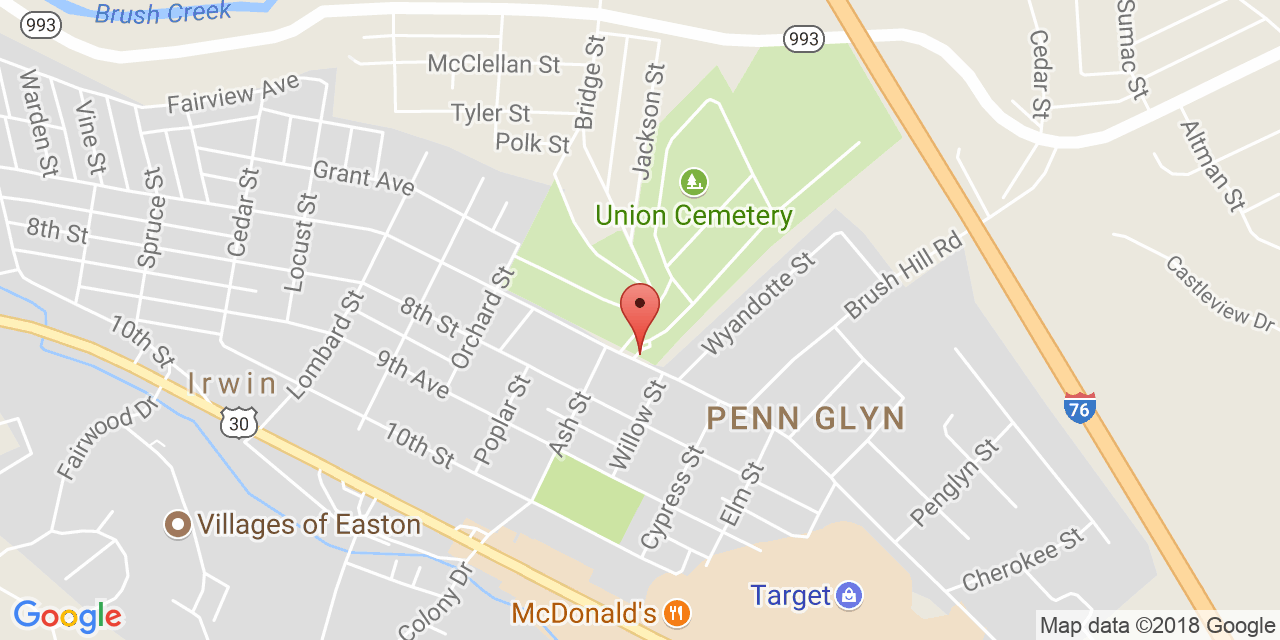 Brush Creek
993
993
McClellan St
Bridge St
Cedar St
Sumac St
Warden St
Vine St
Fairview Ave
Tyler St
Jackson St
Polk St
Altman St
Grant Ave
Spruce St
Cedar St
Locust St
Union Cemetery
8th St
Castleview Dr
Brush Hill Rd
Wyandotte St
Orchard St
8th St
Lombard St
10th St
9th Ave
Irwin
30
Fairwood Dr
Poplar St
Ash St
Willow St
PENN GLYN
76
10th St
Cypress St
Elm St
Penglyn St
Villages of Easton
Cherokee St
Colony Dr
Target
McDonald's
Google
Map data ©2018 Google